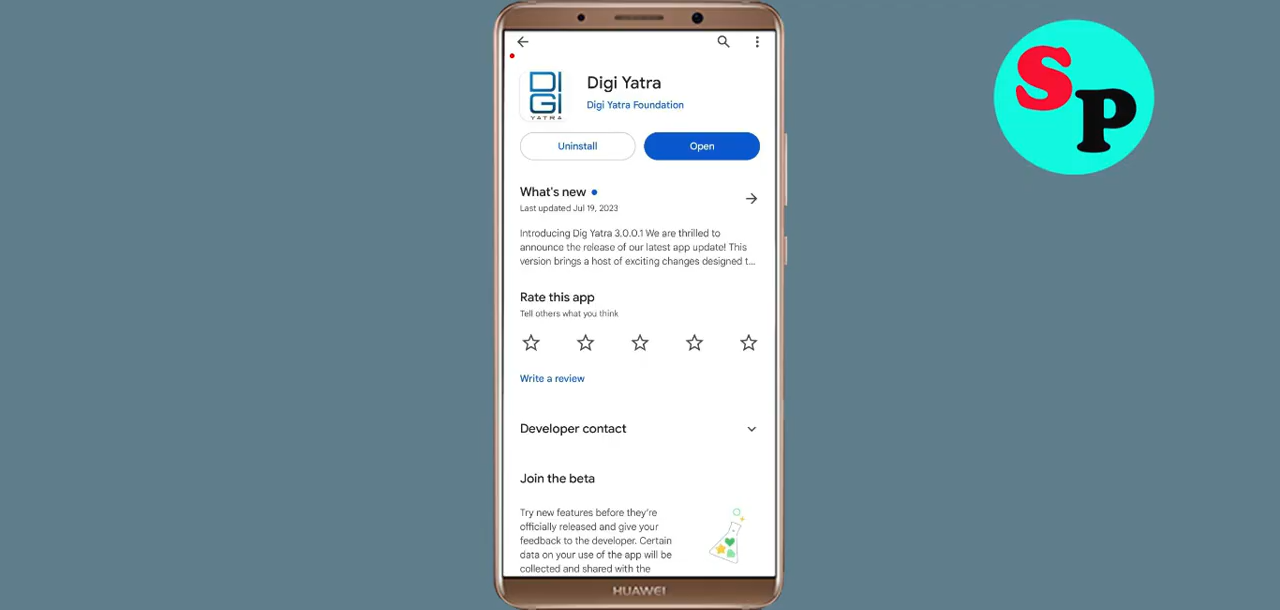 SP
Digi Yatra
DI
GI
YATRA
Digi Yatra Foundation
Uninstall
Open
What's new
Last updated Jul 19, 2023
Introducing Dig Yatra 3.0.0.1 We are thrilled to
announce the release of our latest app update! This
version brings a host of exciting changes designed t...
Rate this app
Tell others what you think
Write a review
Developer contact
Join the beta
Try new features before they're
officially released and give your
feedback to the developer. Certain
data on your use of the app will be
collected and shared with the
HUAWEI